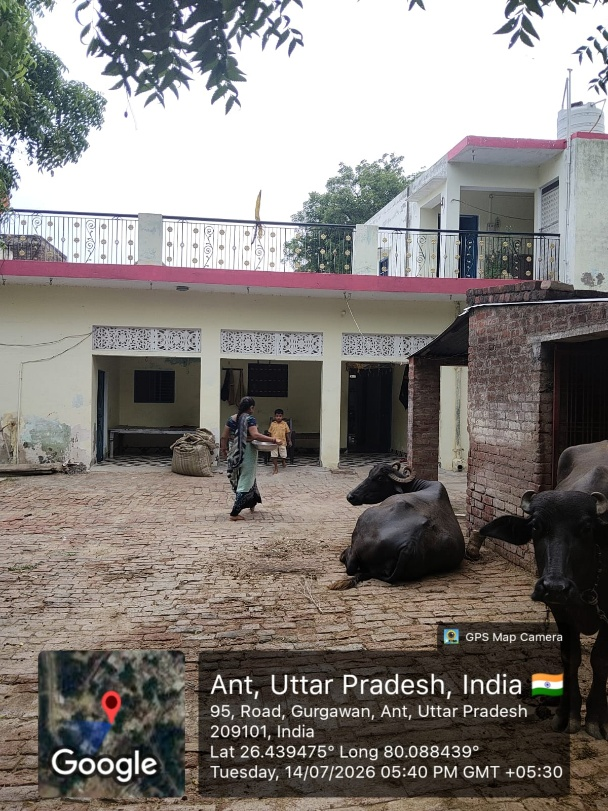 GPS Map Camera
Ant, Uttar Pradesh, India
95, Road, Gurgawan, Ant, Uttar Pradesh
209101, India
Lat 26.439475° Long 80.088439°
Tuesday, 14/07/2026 05:40 PM GMT +05:30
Google